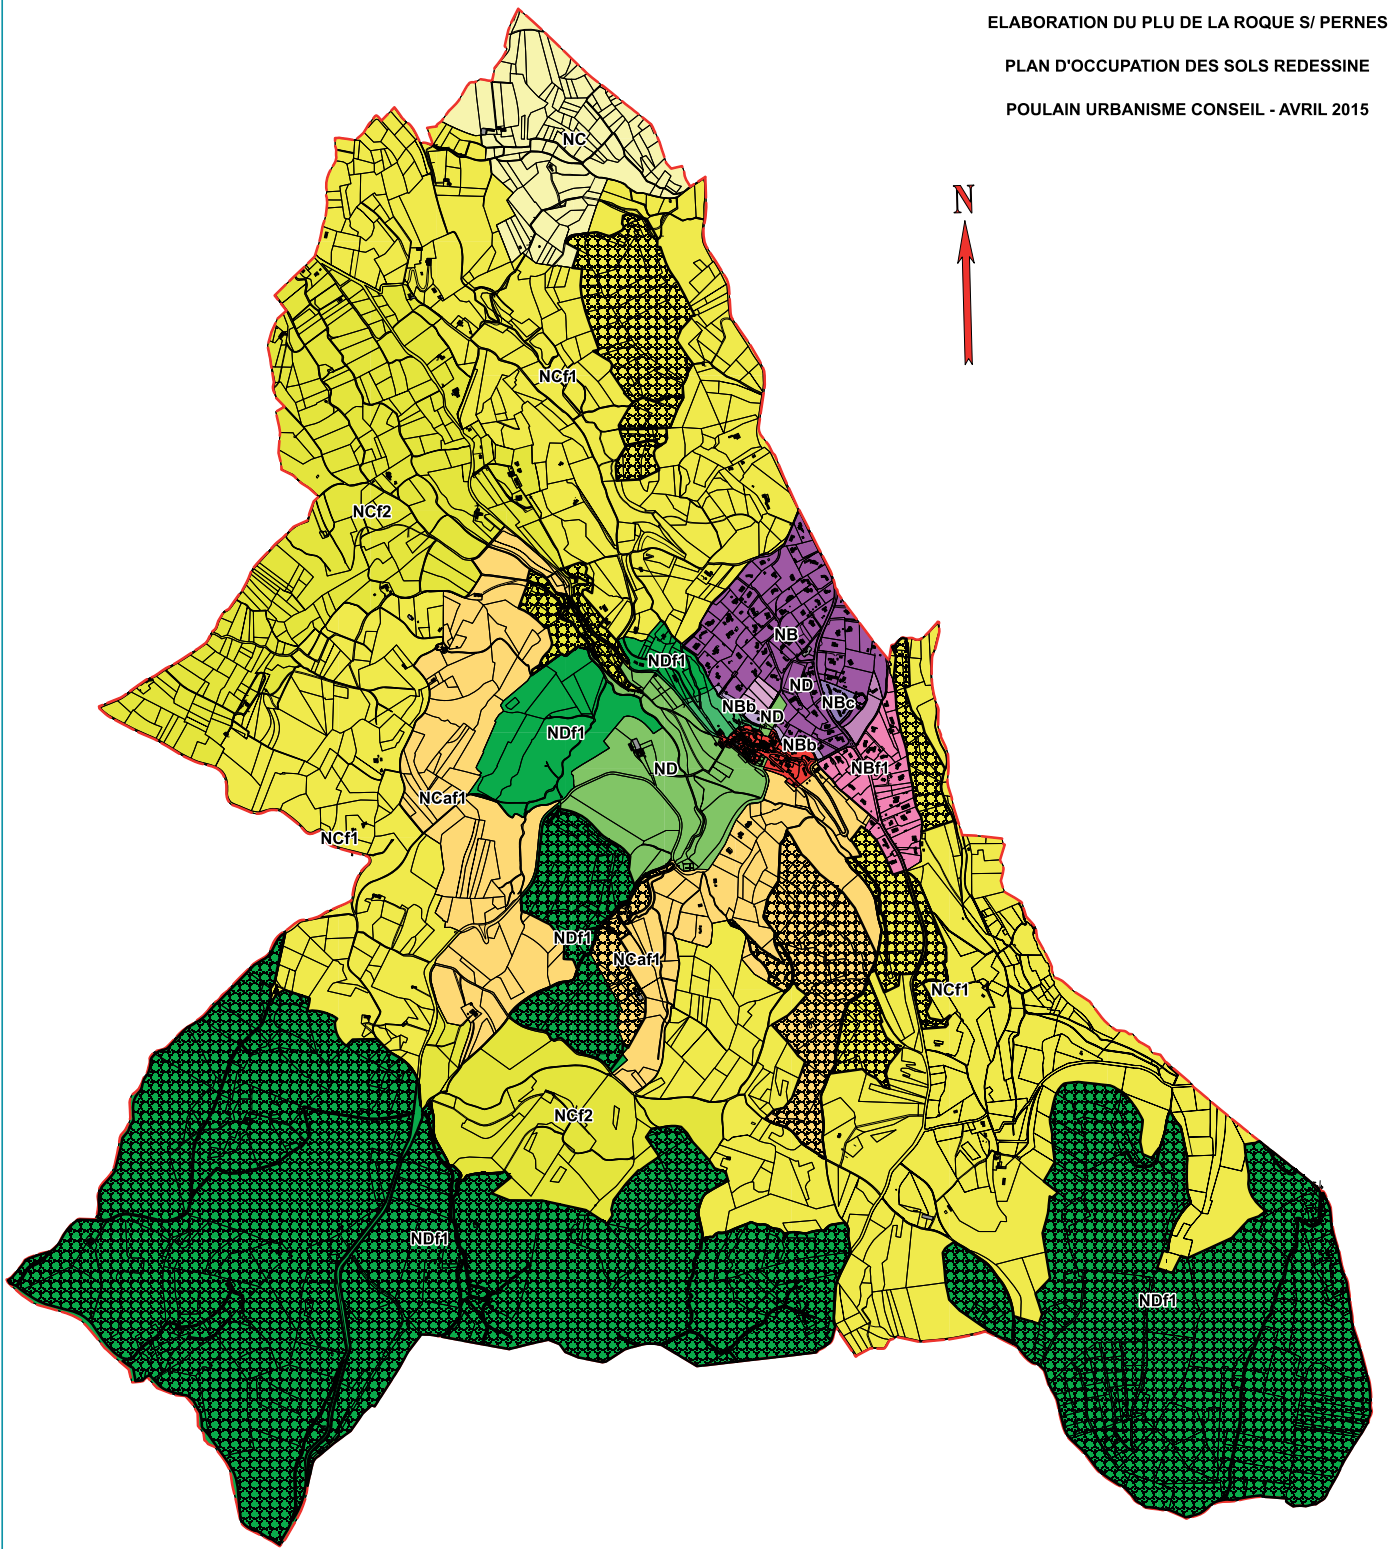 ELABORATION DU PLU DE LA ROQUE S/ PERNES
PLAN D'OCCUPATION DES SOLS REDESSINE
POULAIN URBANISME CONSEIL - AVRIL 2015
N
NC
NCf1
NCf2
NB
NDf1
ND
NBc
NBb
ND
NDf1
NBb
ND
NBf1
NCaf1
NCf1
NDf1
NCaf1
NCf1
NCf2
NDf1
NDf1